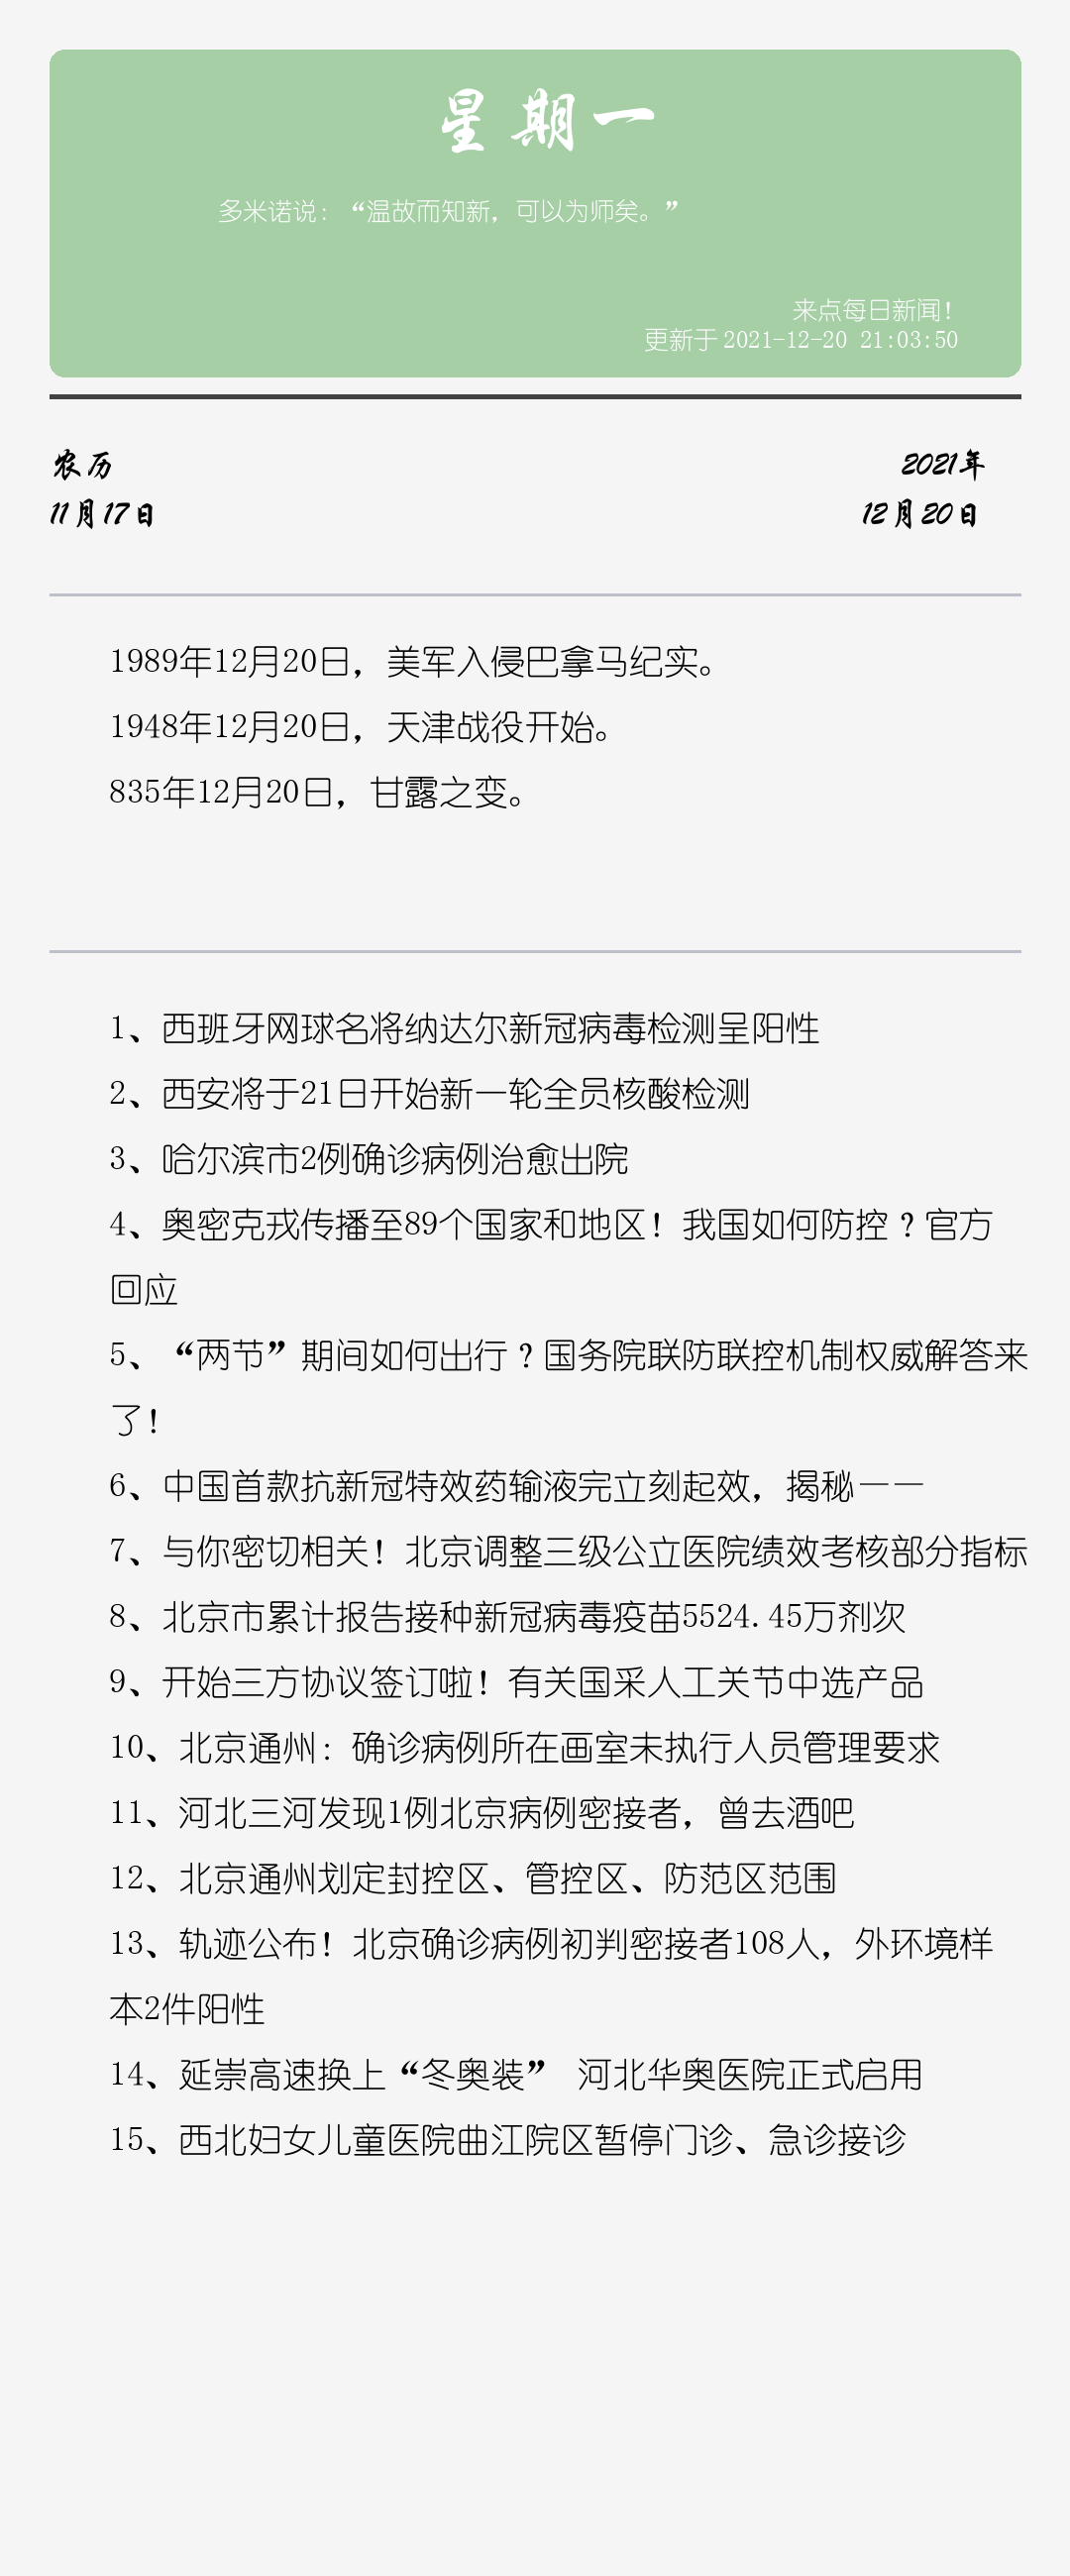 星期一
多米诺说：“温故而知新，可以为师矣。”
来点每日新闻！
更新于 2021-12-20 21:03:50
农历
2021年
11月17日
12月20日
1989年12月20日，美军入侵巴拿马纪实。
1948年12月20日，天津战役开始。
835年12月20日，甘露之变。
1、西班牙网球名将纳达尔新冠病毒检测呈阳性
2、西安将于21日开始新一轮全员核酸检测
3、哈尔滨市2例确诊病例治愈出院
4、奥密克戎传播至89个国家和地区！我国如何防控？官方
回应
5、“两节”期间如何出行？国务院联防联控机制权威解答来
了！
6、中国首款抗新冠特效药输液完立刻起效，揭秘——
7、与你密切相关！北京调整三级公立医院绩效考核部分指标
8、北京市累计报告接种新冠病毒疫苗5524.45万剂次
9、开始三方协议签订啦！有关国采人工关节中选产品
10、北京通州：确诊病例所在画室未执行人员管理要求
11、河北三河发现1例北京病例密接者，曾去酒吧
12、北京通州划定封控区、管控区、防范区范围
13、轨迹公布！北京确诊病例初判密接者108人，外环境样
本2件阳性
14、延崇高速换上“冬奥装” 河北华奥医院正式启用
15、西北妇女儿童医院曲江院区暂停门诊、急诊接诊